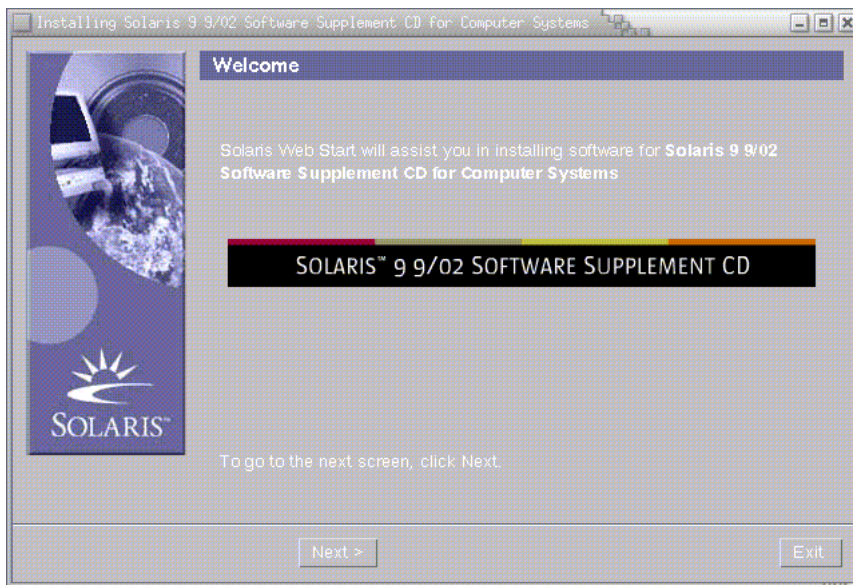 Installing Solaris 9 9/02 Software Supplement CD for Computer Systems
Welcome
Solaris Web Start will assist you in installing software for Solaris 9 9/02
Software Supplement CD for Computer Systems
SOLARIS™ 9 9/02 SOFTWARE SUPPLEMENT CD
SOLARIS™
To go to the next screen, click Next.
Next >
Exit